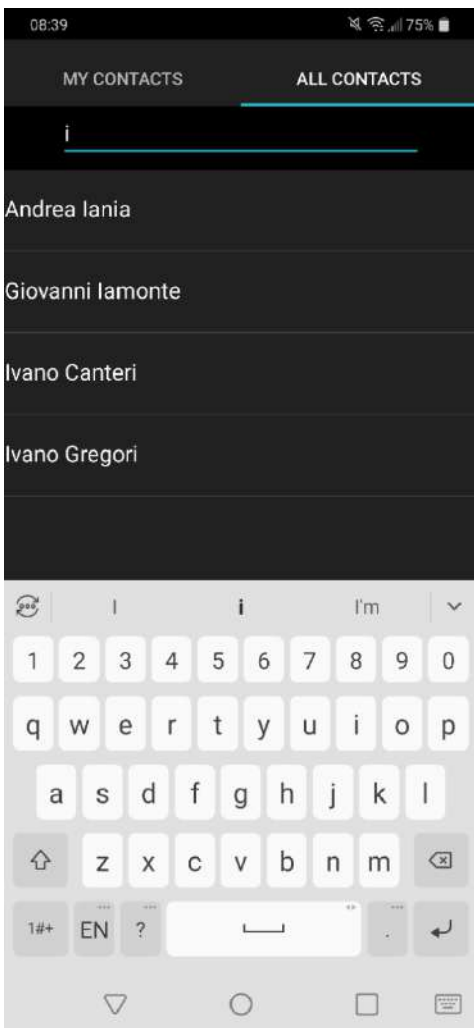 08:39 75%
MY CONTACTS ALL CONTACTS
i
Andrea Iania
Giovanni Iamonte
Ivano Canteri
Ivano Gregori
I i I'm
1 2 3 4 5 6 7 8 9 0
q w e r t y u i o p
a s d f g h j k l
z x c v b n m
1#+ EN ? .